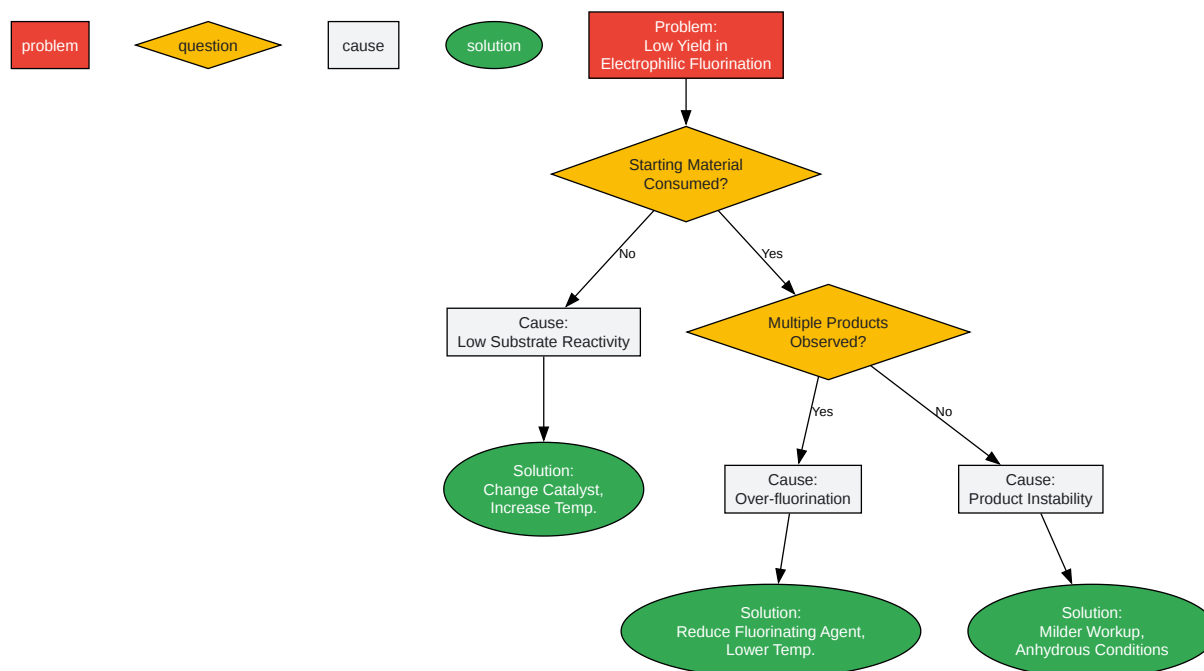 problem
question
cause
solution
Problem:
Low Yield in
Electrophilic Fluorination
Starting Material
Consumed?
No
Yes
Cause:
Low Substrate Reactivity
Multiple Products
Observed?
Yes
No
Solution:
Change Catalyst,
Increase Temp.
Cause:
Over-fluorination
Cause:
Product Instability
Solution:
Reduce Fluorinating Agent,
Lower Temp.
Solution:
Milder Workup,
Anhydrous Conditions